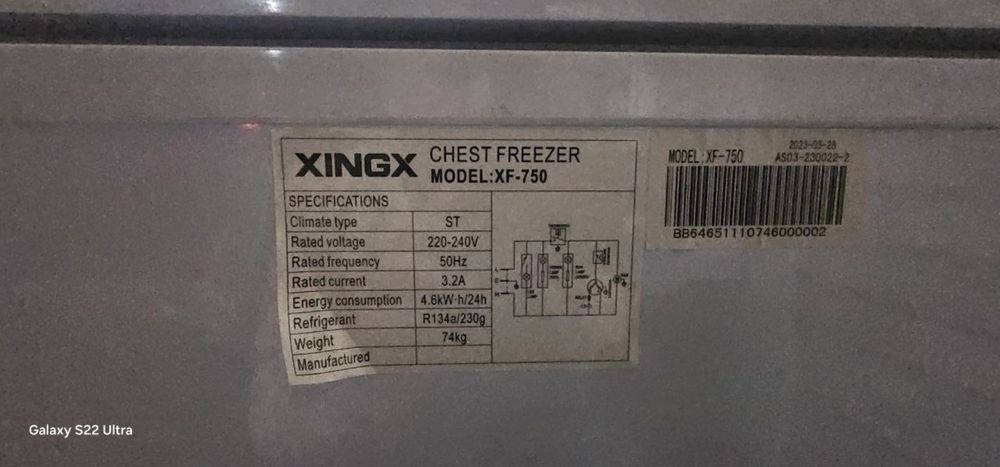 XINGX CHEST FREEZER
MODEL:XF-750
SPECIFICATIONS
Climate type ST
Rated voltage 220-240V
Rated frequency 50Hz
Rated current 3.2A
Energy consumption 4.6kW·h/24h
Refrigerant R134a/230g
Weight 74kg
Manufactured
L
N
2023-03-28
MODEL:XF-750 AS03-230022-2
BB64651110746000002
Galaxy S22 Ultra